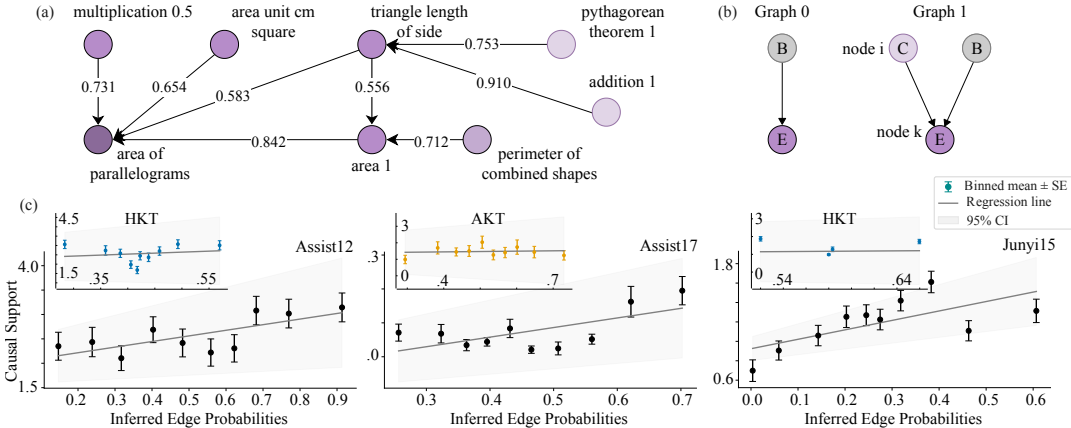 (a)
multiplication 0.5
area unit cm
square
triangle length
of side
pythagorean
theorem 1
addition 1
0.731
0.654
0.583
0.556
0.753
0.910
0.842
0.712
area of
parallelograms
area 1
perimeter of
combined shapes
(b)
Graph 0
Graph 1
B
E
node i
C
B
node k
E
Binned mean ± SE
Regression line
95% CI
(c)
HKT
4.5
1.5
.35
.55
Assist12
4.0
1.5
Causal Support
0.2 0.3 0.4 0.5 0.6 0.7 0.8 0.9
Inferred Edge Probabilities
AKT
3
0
.4
.7
Assist17
.3
.0
0.3 0.4 0.5 0.6 0.7
Inferred Edge Probabilities
HKT
3
0
.54
.64
Junyi15
1.8
0.6
0.0 0.1 0.2 0.3 0.4 0.5 0.6
Inferred Edge Probabilities